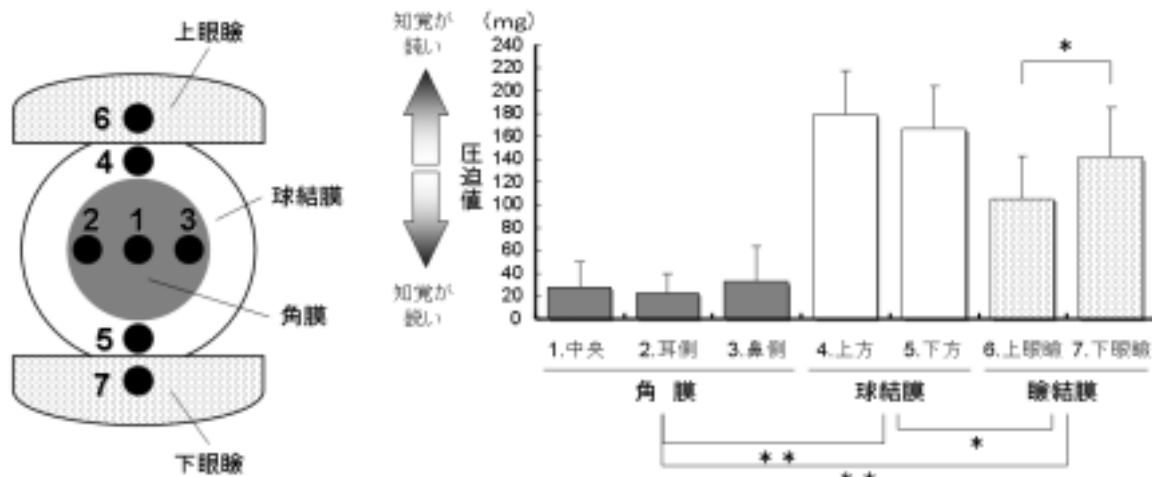 上眼瞼
6
4
球結膜
2 1 3
角膜
5
7
下眼瞼
知覚が
鈍い
圧迫値
知覚が
鋭い
(mg)
240
220
200
180
160
140
120
100
80
60
40
20
0
*
1.中央 2.耳側 3.鼻側 4.上方 5.下方 6.上眼瞼 7.下眼瞼
角 膜 球結膜 瞼結膜
*
**
**